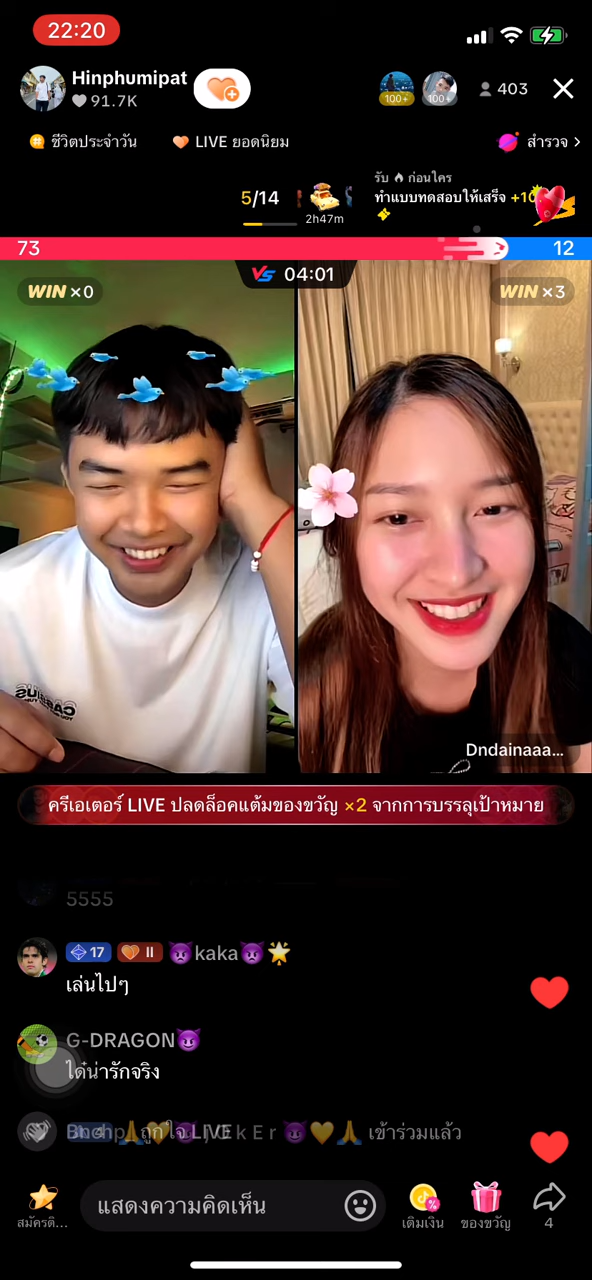 22:20
Hinphumipat
91.7K
100+
100+
403
ชีวิตประจำวัน
LIVE ยอดนิยม
สำรวจ
รับ ก่อนใคร
5/14
ทำแบบทดสอบให้เสร็จ +10
2h47m
73
12
WIN ×0
VS 04:01
WIN ×3
Dndainaaa...
ครีเอเตอร์ LIVE ปลดล็อคแต้มของขวัญ ×2 จากการบรรลุเป้าหมาย
5555
17 II 👿kaka👿🌟
เล่นไปๆ
G-DRAGON😈
ได๋น่ารักจริง
ถูกใจ LIVE
เข้าร่วมแล้ว
สมัครติ...
แสดงความคิดเห็น
เติมเงิน
ของขวัญ
4